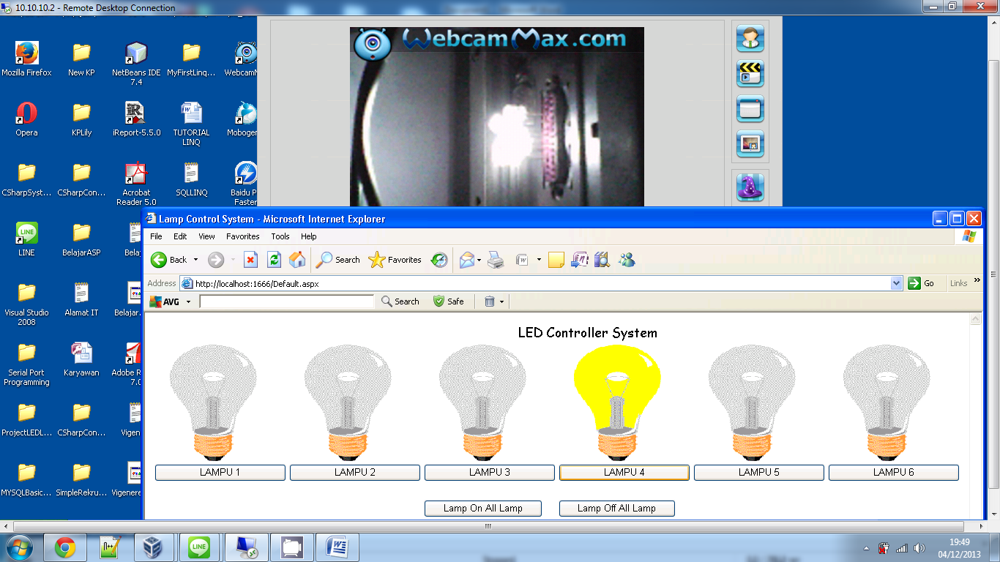 10.10.10.2 - Remote Desktop Connection
WebcamMax.com
Mozilla Firefox
New KP
NetBeans IDE
7.4
MyFirstLinq...
WebcamM
Opera
KPLily
iReport-5.5.0
TUTORIAL
LINQ
Moboger
CSharpSyst...
CSharpCon...
Acrobat
Reader 5.0
SQLLINQ
Baidu P
Faster
LINE
BelajarASP
Belaj
Visual Studio
2008
Alamat IT
Belajar
Serial Port
Programming
Karyawan
Adobe R
7.0
ProjectLEDL...
CSharpCon...
Vigen
MYSQLBasic...
SimpleRekru...
Vigenere
Lamp Control System - Microsoft Internet Explorer
File Edit View Favorites Tools Help
Back Search Favorites
Address http://localhost:1666/Default.aspx Go Links »
AVG Search Safe
LED Controller System
LAMPU 1 LAMPU 2 LAMPU 3 LAMPU 4 LAMPU 5 LAMPU 6
Lamp On All Lamp Lamp Off All Lamp
19:49
04/12/2013